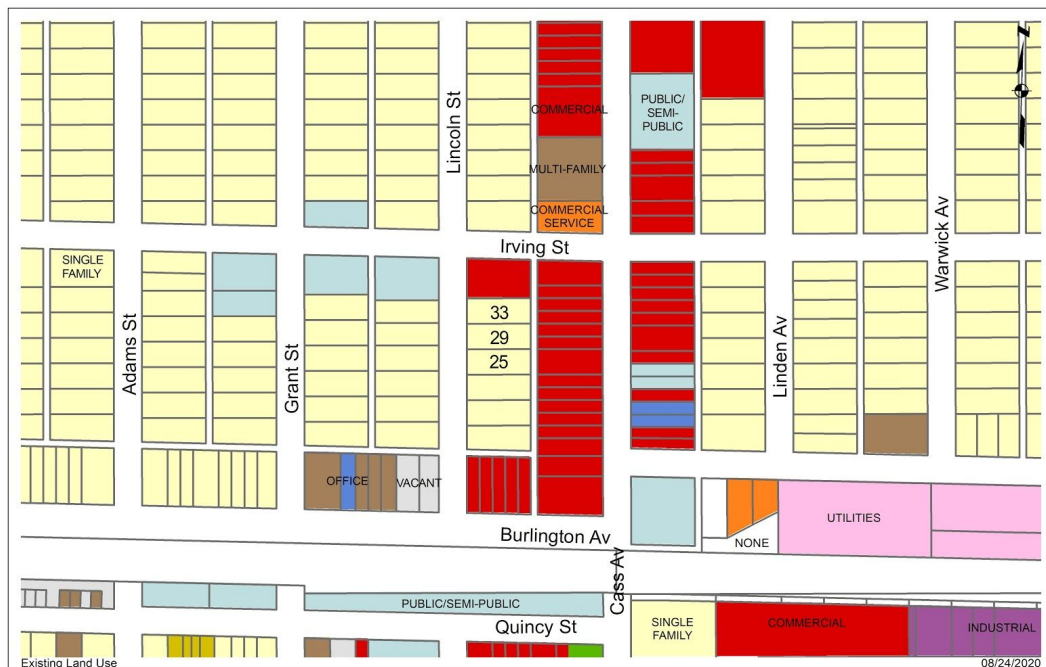 Lincoln St
COMMERCIAL
PUBLIC/
SEMI-
PUBLIC
MULTI-FAMILY
COMMERCIAL
SERVICE
N
Irving St
Warwick Av
SINGLE
FAMILY
Adams St
Grant St
33
29
25
Linden Av
OFFICE
VACANT
Burlington Av
UTILITIES
NONE
Cass Av
PUBLIC/SEMI-PUBLIC
Quincy St
SINGLE
FAMILY
COMMERCIAL
INDUSTRIAL
Existing Land Use
08/24/2020